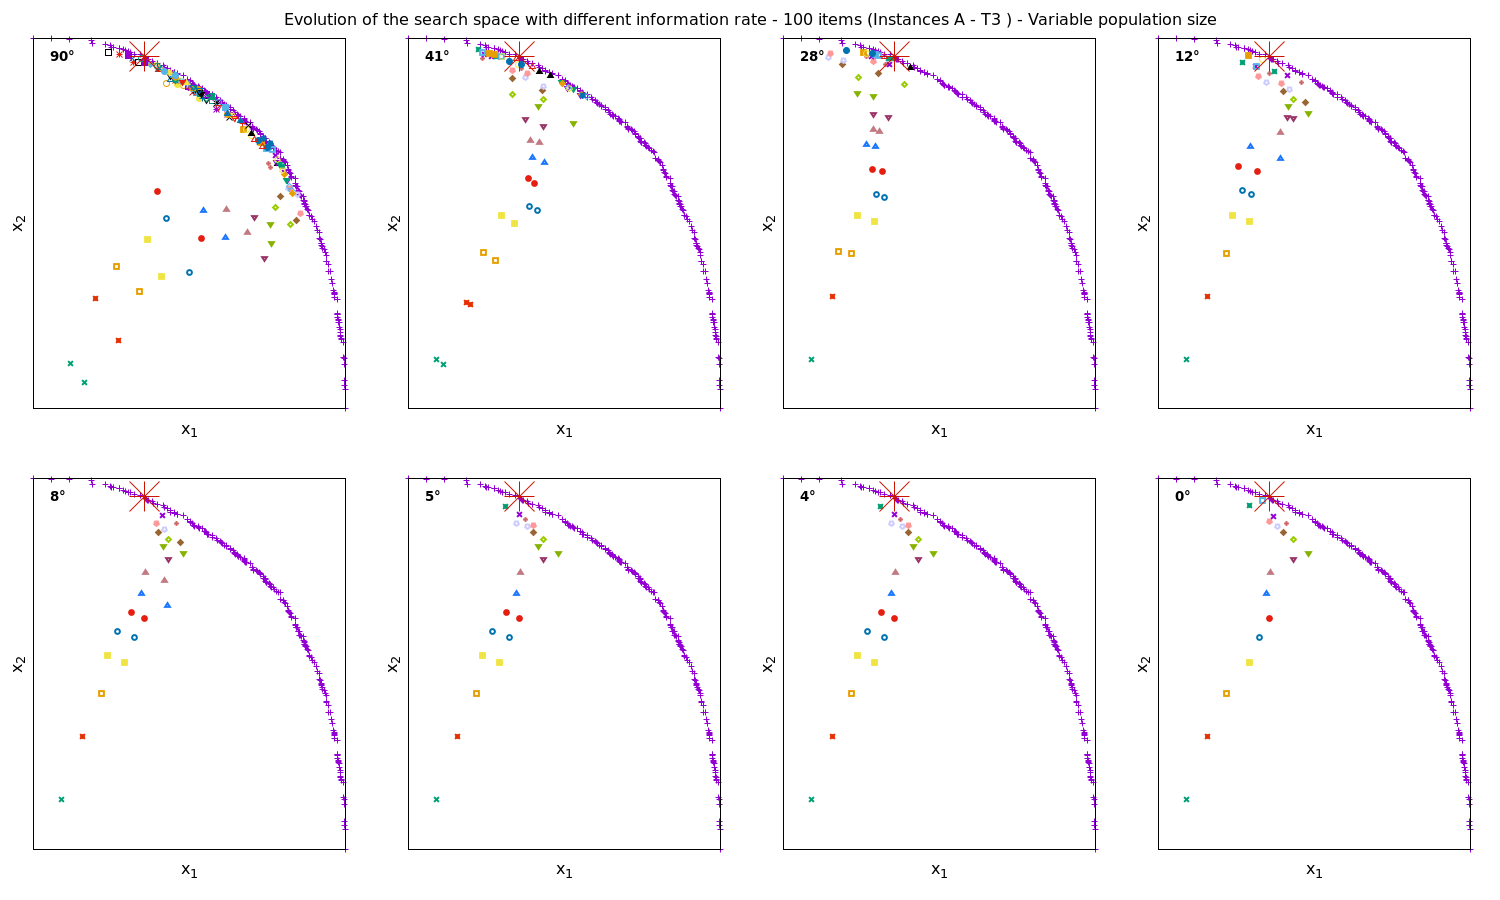 Evolution of the search space with different information rate - 100 items (Instances A - T3 ) - Variable population size
90°
41°
28°
12°
x2
x2
x2
x2
x1
x1
x1
x1
8°
5°
4°
0°
x2
x2
x2
x2
x1
x1
x1
x1